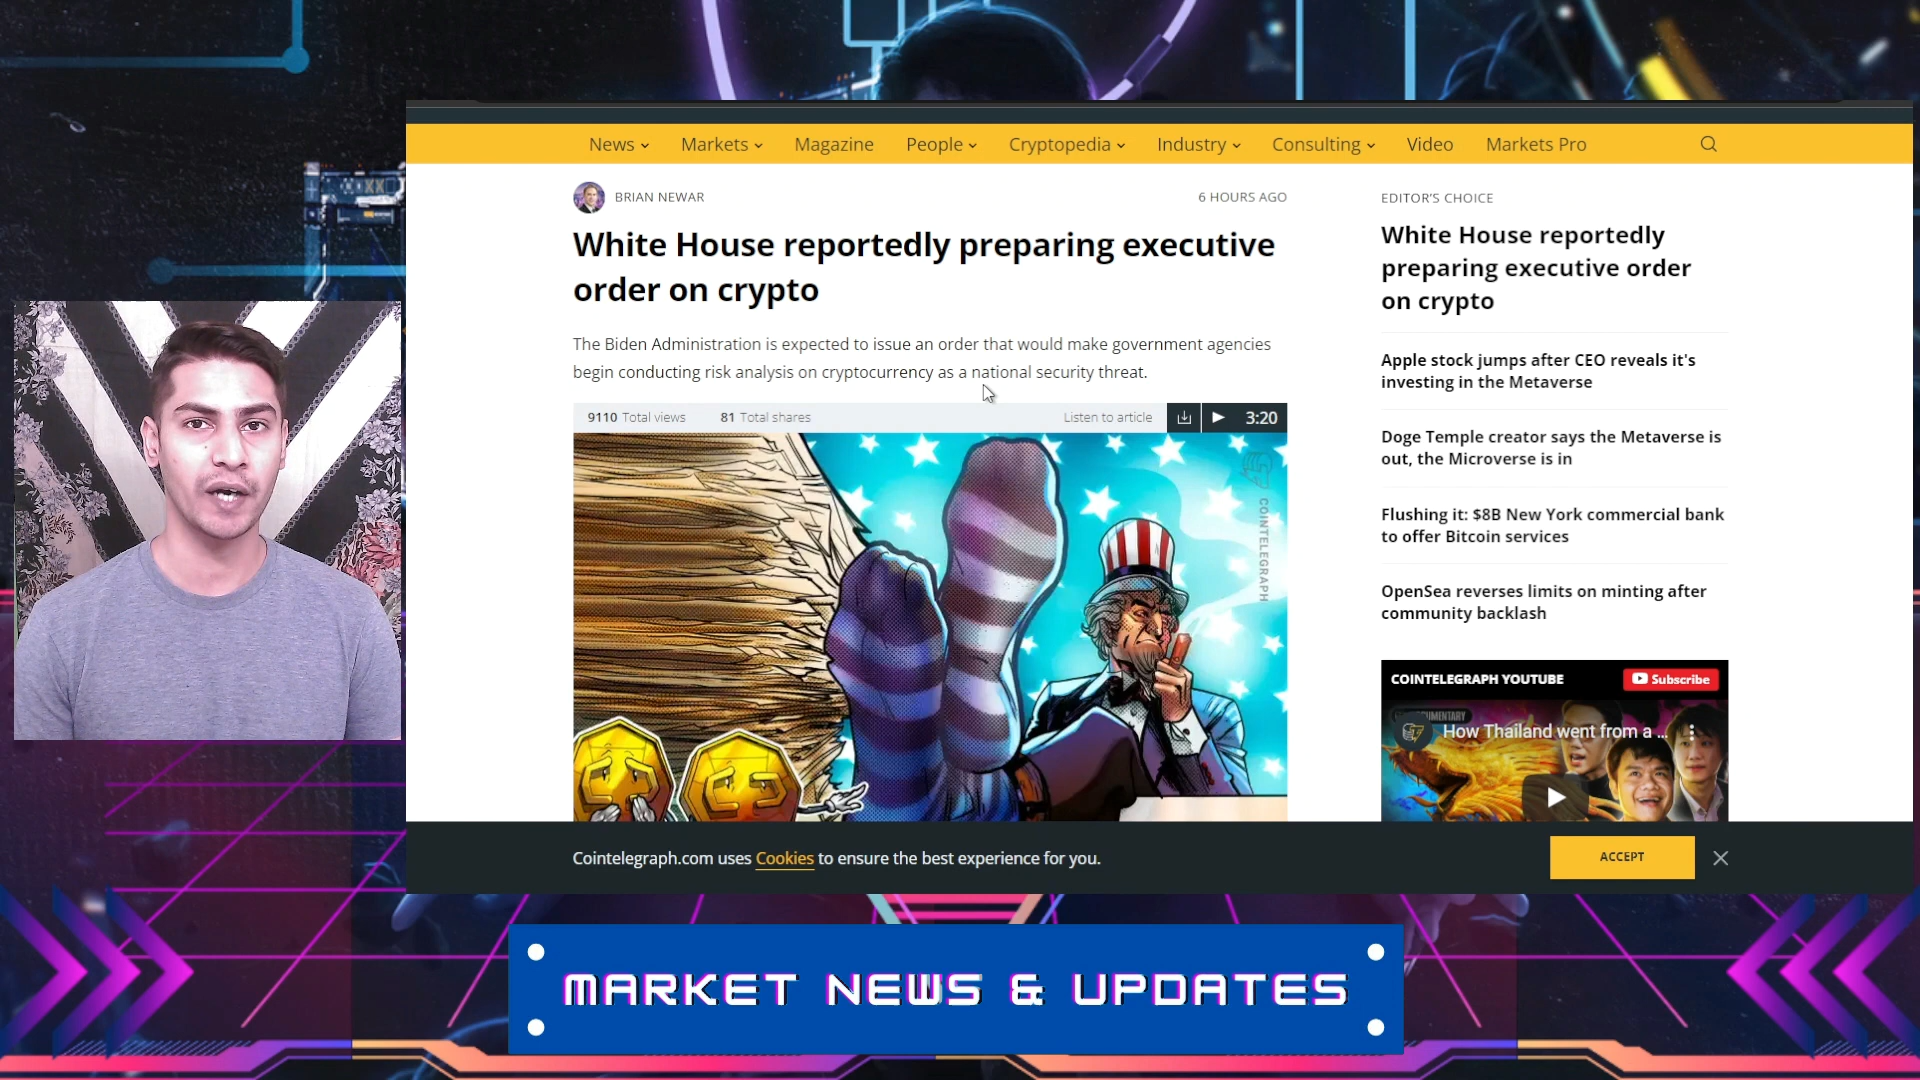 News Markets Magazine People Cryptopedia Industry Consulting Video Markets Pro
BRIAN NEWAR
6 HOURS AGO
White House reportedly preparing executive
order on crypto
The Biden Administration is expected to issue an order that would make government agencies
begin conducting risk analysis on cryptocurrency as a national security threat.
9110 Total views 81 Total shares Listen to article 3:20
COINTELEGRAPH
EDITOR'S CHOICE
White House reportedly
preparing executive order
on crypto
Apple stock jumps after CEO reveals it's
investing in the Metaverse
Doge Temple creator says the Metaverse is
out, the Microverse is in
Flushing it: $8B New York commercial bank
to offer Bitcoin services
OpenSea reverses limits on minting after
community backlash
COINTELEGRAPH YOUTUBE Subscribe
How Thailand went from a ...
Cointelegraph.com uses Cookies to ensure the best experience for you.
ACCEPT
MARKET NEWS & UPDATES